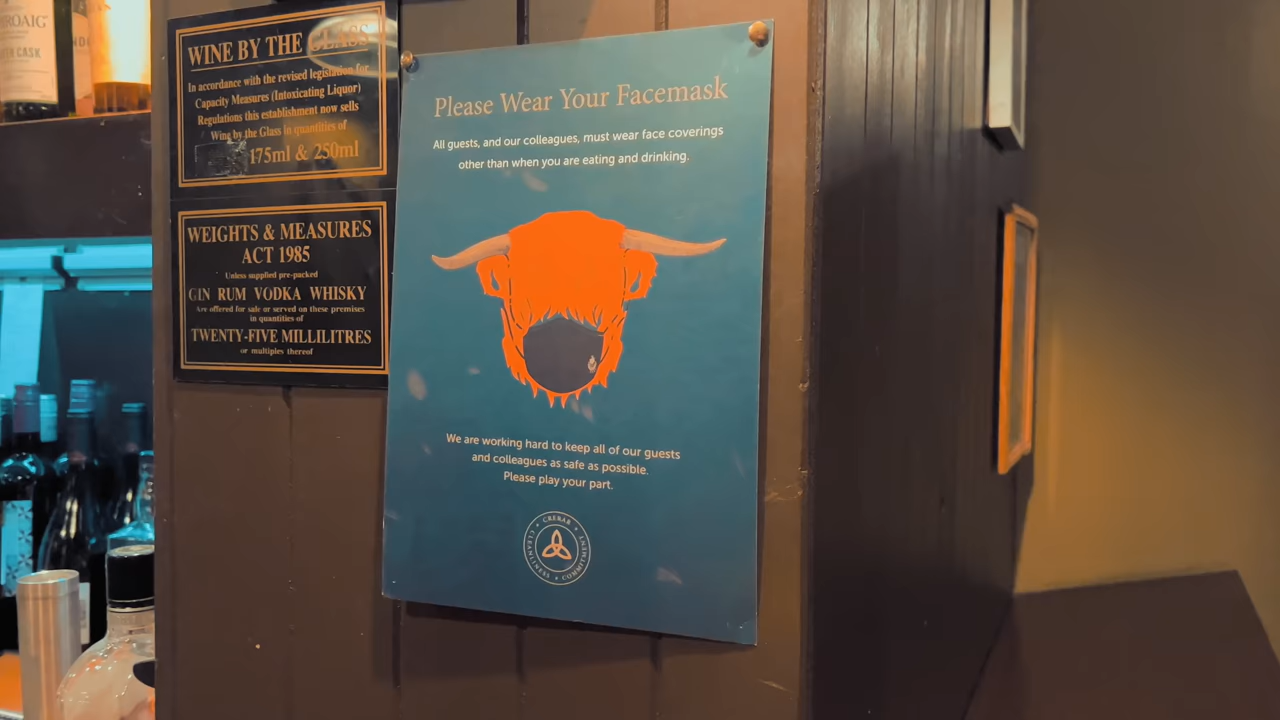 ROAIG
CASK
WINE BY THE GLASS
In accordance with the revised legislation for
Capacity Measures (Intoxicating Liquor)
Regulations this establishment now sells
Wine by the Glass in quantities of
175ml & 250ml
WEIGHTS & MEASURES
ACT 1985
Unless supplied pre-packed
GIN RUM VODKA WHISKY
Are offered for sale or served on these premises
in quantities of
TWENTY-FIVE MILLILITRES
or multiples thereof
Please Wear Your Facemask
All guests, and our colleagues, must wear face coverings
other than when you are eating and drinking.
We are working hard to keep all of our guests
and colleagues as safe as possible.
Please play your part.
CRERAR
CLEANLINESS
COMMITMENT